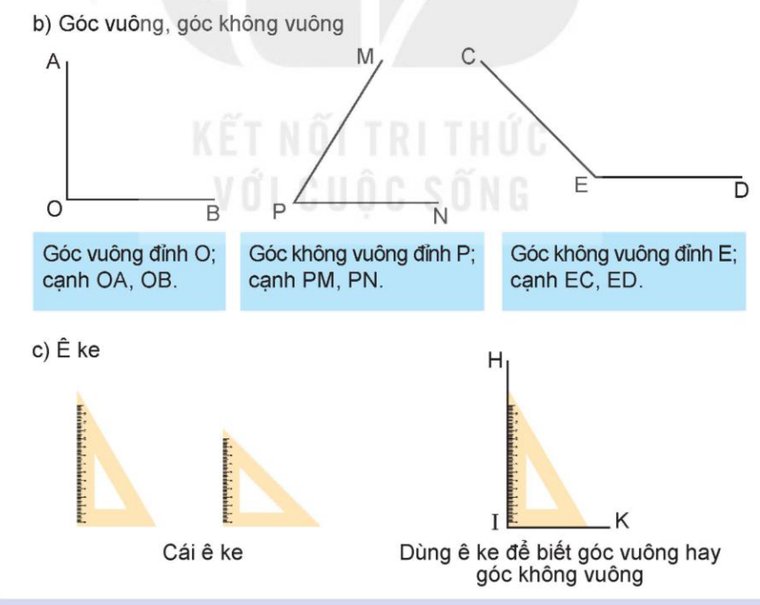 b) Góc vuông, góc không vuông
A
M
C
KẾT NỐI TRI THỨC
VỚI CUỘC SỐNG
O
B
P
N
E
D
Góc vuông đỉnh O;
cạnh OA, OB.
Góc không vuông đỉnh P;
cạnh PM, PN.
Góc không vuông đỉnh E;
cạnh EC, ED.
c) Ê ke
H
I
K
Cái ê ke
Dùng ê ke để biết góc vuông hay
góc không vuông